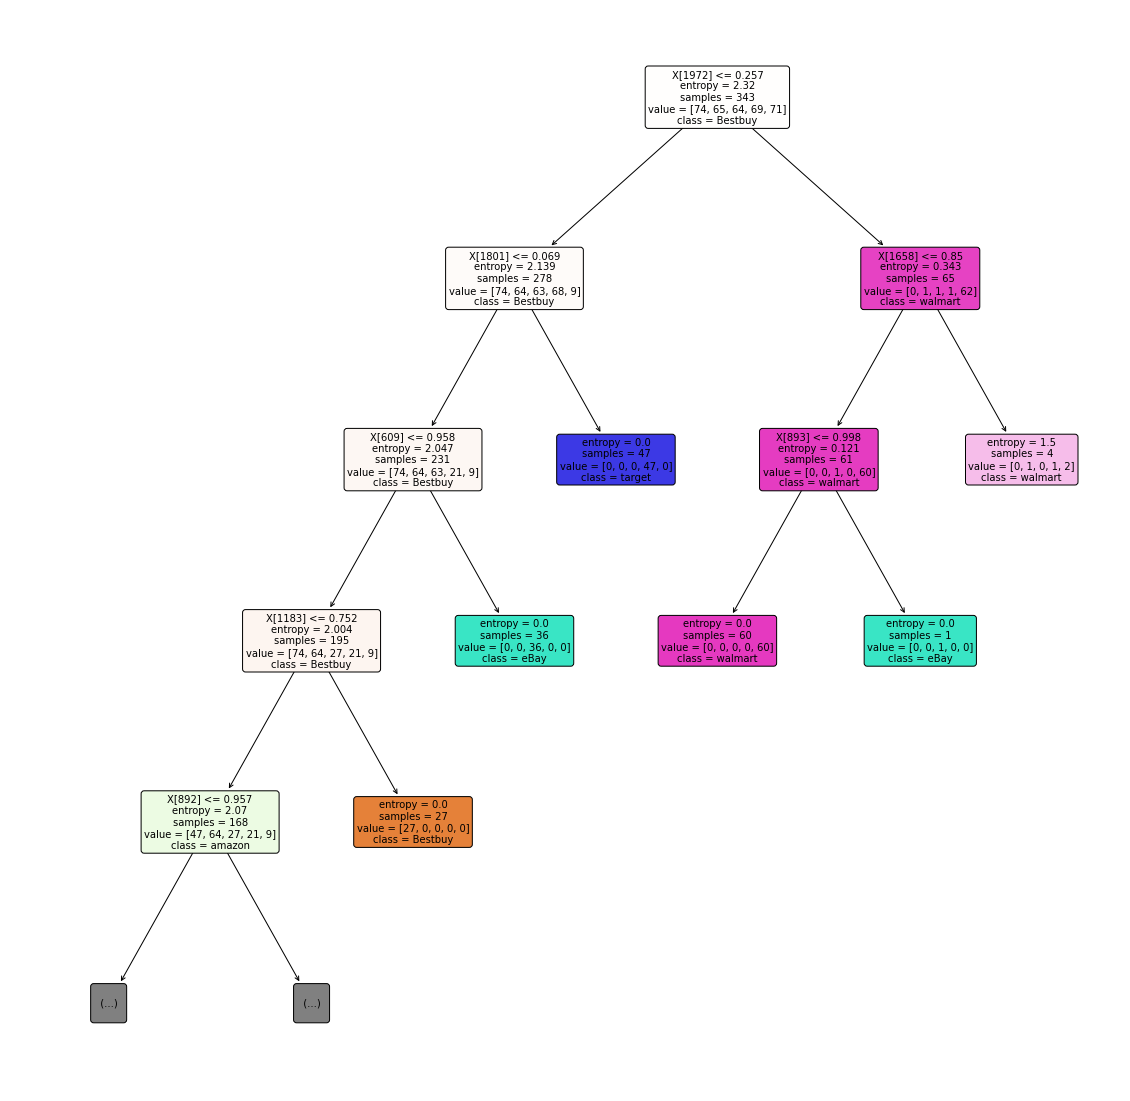 X[1972] <= 0.257
entropy = 2.32
samples = 343
value = [74, 65, 64, 69, 71]
class = Bestbuy
X[1801] <= 0.069
entropy = 2.139
samples = 278
value = [74, 64, 63, 68, 9]
class = Bestbuy
X[1658] <= 0.85
entropy = 0.343
samples = 65
value = [0, 1, 1, 1, 62]
class = walmart
X[609] <= 0.958
entropy = 2.047
samples = 231
value = [74, 64, 63, 21, 9]
class = Bestbuy
entropy = 0.0
samples = 47
value = [0, 0, 0, 47, 0]
class = target
X[893] <= 0.998
entropy = 0.121
samples = 61
value = [0, 0, 1, 0, 60]
class = walmart
entropy = 1.5
samples = 4
value = [0, 1, 0, 1, 2]
class = walmart
X[1183] <= 0.752
entropy = 2.004
samples = 195
value = [74, 64, 27, 21, 9]
class = Bestbuy
entropy = 0.0
samples = 36
value = [0, 0, 36, 0, 0]
class = eBay
entropy = 0.0
samples = 60
value = [0, 0, 0, 0, 60]
class = walmart
entropy = 0.0
samples = 1
value = [0, 0, 1, 0, 0]
class = eBay
X[892] <= 0.957
entropy = 2.07
samples = 168
value = [47, 64, 27, 21, 9]
class = amazon
entropy = 0.0
samples = 27
value = [27, 0, 0, 0, 0]
class = Bestbuy
(...)
(...)